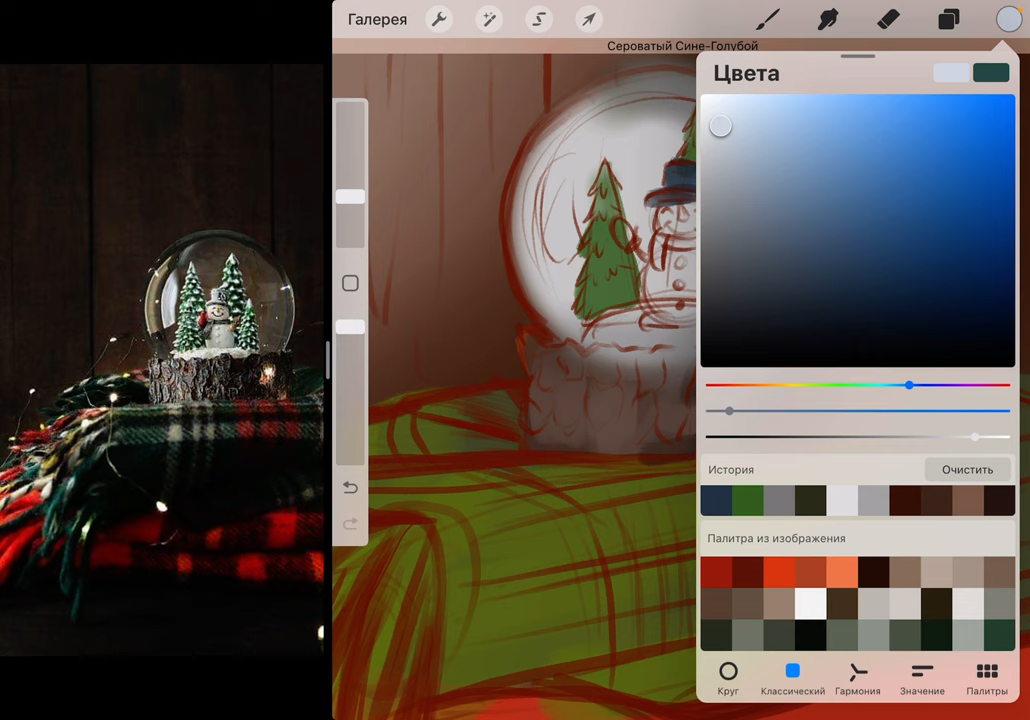 Галерея
Сероватый Сине-Голубой
Цвета
История
Очистить
Палитра из изображения
Круг
Классический
Гармония
Значение
Палитры